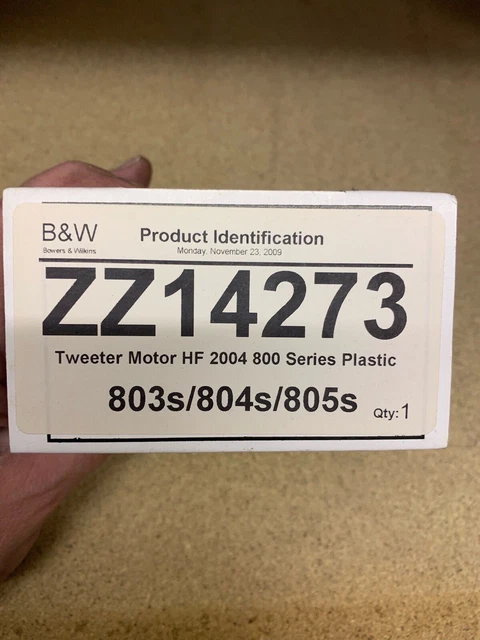 B&W
Bowers & Wilkins
Product Identification
Monday, November 23, 2009
ZZ14273
Tweeter Motor HF 2004 800 Series Plastic
803s/804s/805s
Qty: 1